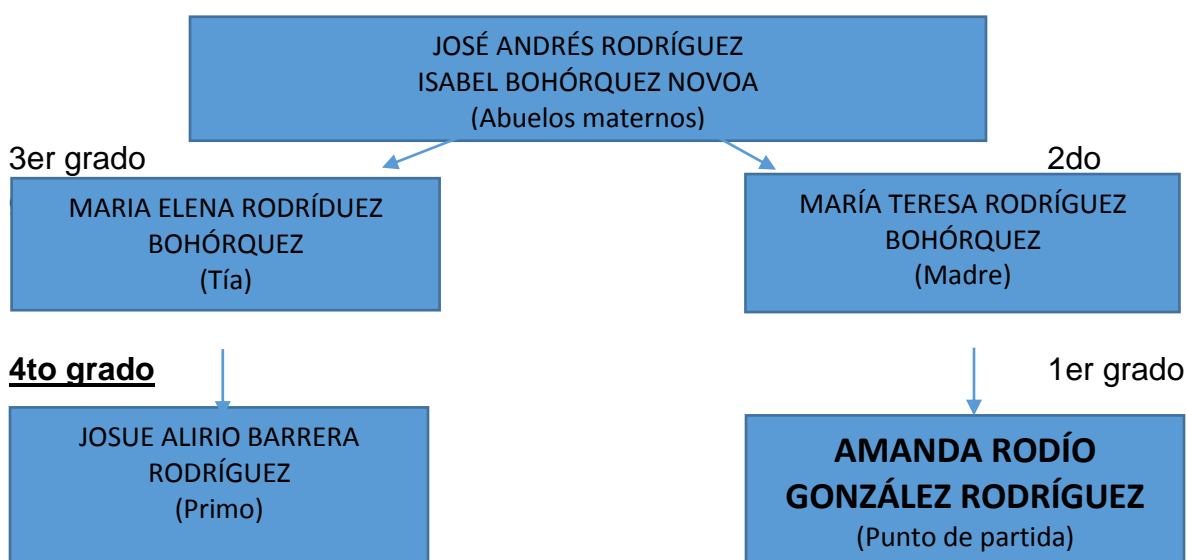 JOSÉ ANDRÉS RODRÍGUEZ
ISABEL BOHÓRQUEZ NOVOA
(Abuelos maternos)
3er grado
2do
MARIA ELENA RODRÍDUEZ
BOHÓRQUEZ
(Tía)
MARÍA TERESA RODRÍGUEZ
BOHÓRQUEZ
(Madre)
4to grado
1er grado
JOSUE ALIRIO BARRERA
RODRÍGUEZ
(Primo)
AMANDA RODÍO
GONZÁLEZ RODRÍGUEZ
(Punto de partida)